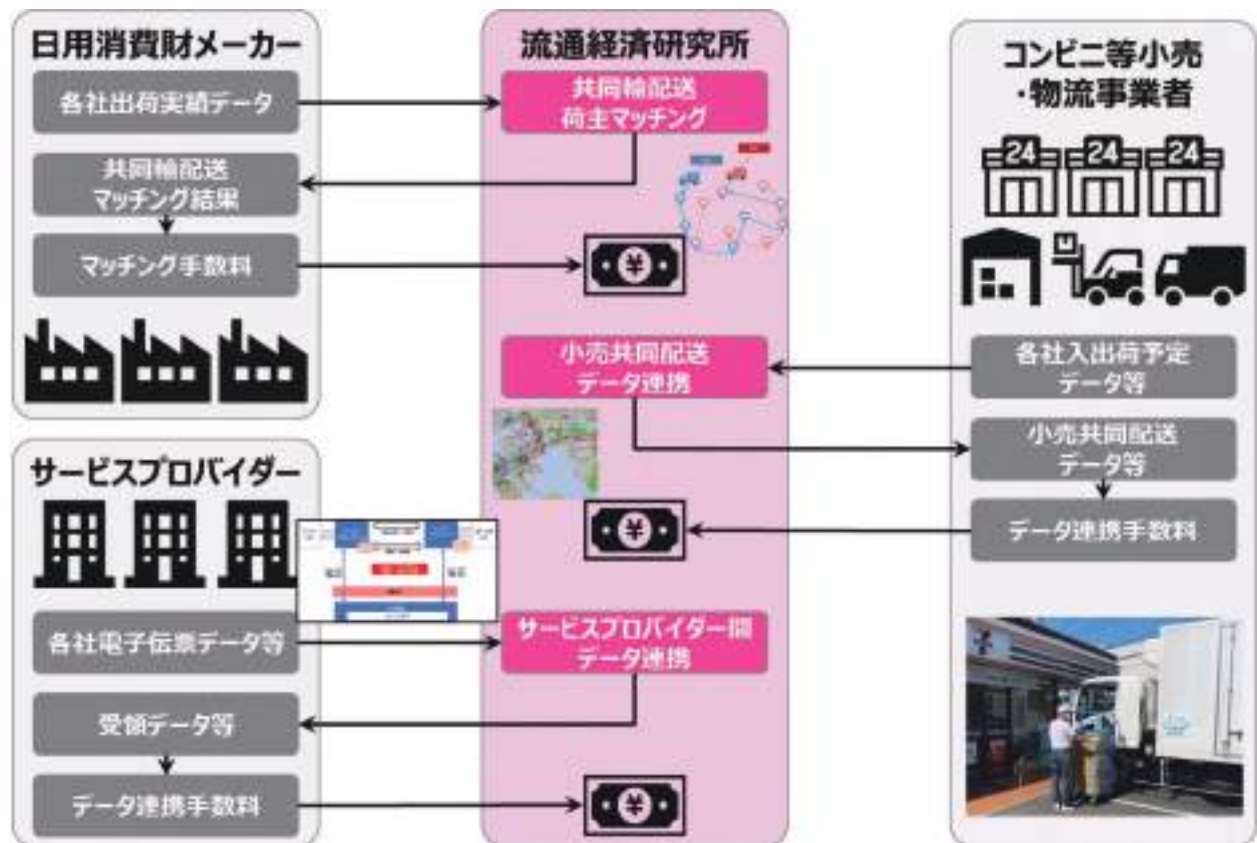 日用消費財メーカー
各社出荷実績データ
共同輸配送
マッチング結果
マッチング手数料
サービスプロバイダー
各社電子伝票データ等
受領データ等
データ連携手数料
流通経済研究所
共同輸配送
荷主マッチング
¥
小売共同配送
データ連携
¥
サービスプロバイダー間
データ連携
¥
コンビニ等小売
・物流事業者
24 24 24
各社入出荷予定
データ等
小売共同配送
データ等
データ連携手数料